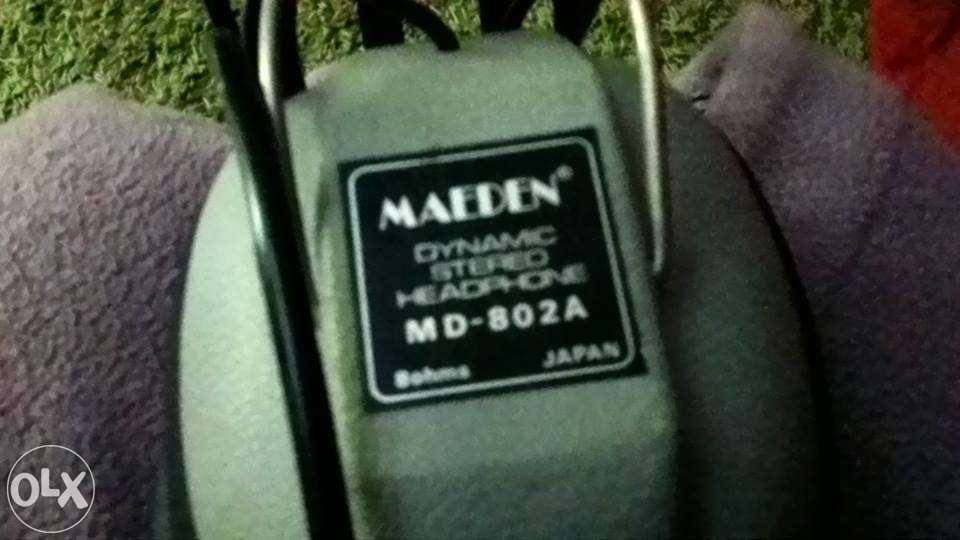 MAEDEN®
DYNAMIC
STEREO
HEADPHONE
MD-802A
8ohms JAPAN
OLX